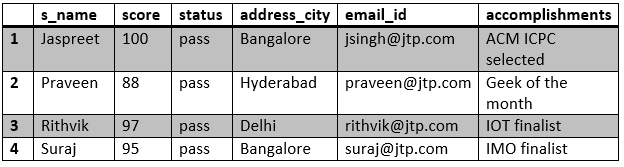 s_name score status address_city email_id accomplishments
1 Jaspreet 100 pass Bangalore jsingh@jtp.com ACM ICPC
selected
2 Praveen 88 pass Hyderabad praveen@jtp.com Geek of the
month
3 Rithvik 97 pass Delhi rithvik@jtp.com IOT finalist
4 Suraj 95 pass Bangalore suraj@jtp.com IMO finalist